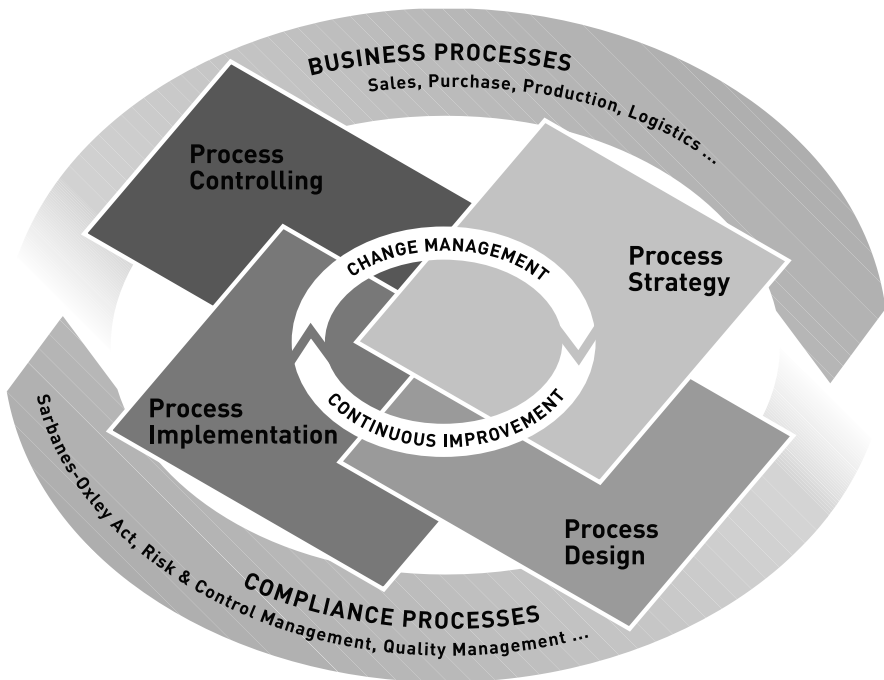 BUSINESS PROCESSES
Sales, Purchase, Production, Logistics ...
Process
Controlling
Process
Strategy
CHANGE MANAGEMENT
CONTINUOUS IMPROVEMENT
Process
Implementation
Process
Design
COMPLIANCE PROCESSES
Sarbanes-Oxley Act, Risk & Control Management, Quality Management ...